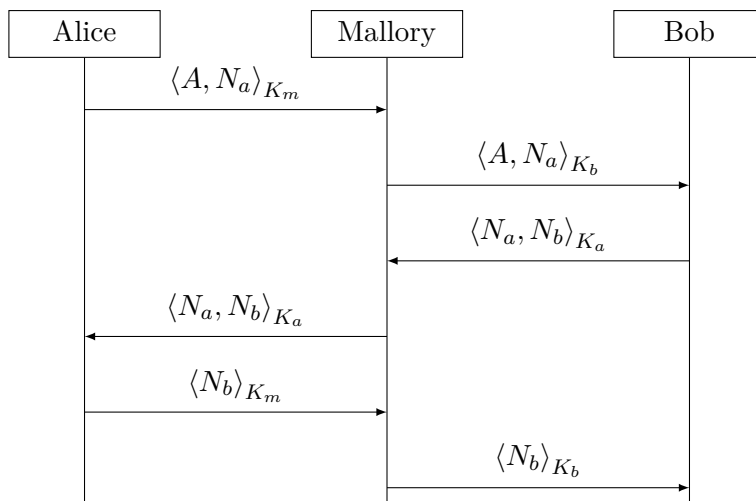 Alice Mallory Bob
⟨A, N_a⟩_{K_m}
⟨A, N_a⟩_{K_b}
⟨N_a, N_b⟩_{K_a}
⟨N_a, N_b⟩_{K_a}
⟨N_b⟩_{K_m}
⟨N_b⟩_{K_b}